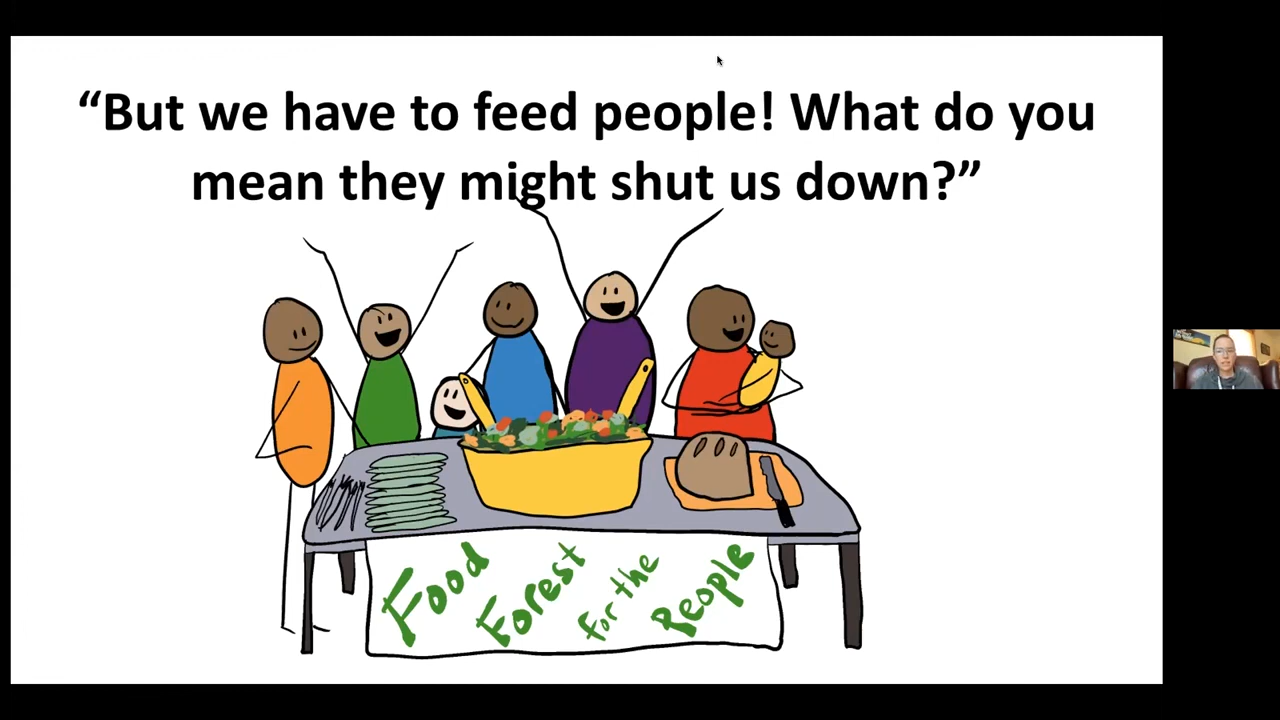 “But we have to feed people! What do you
mean they might shut us down?”
Food Forest for the People